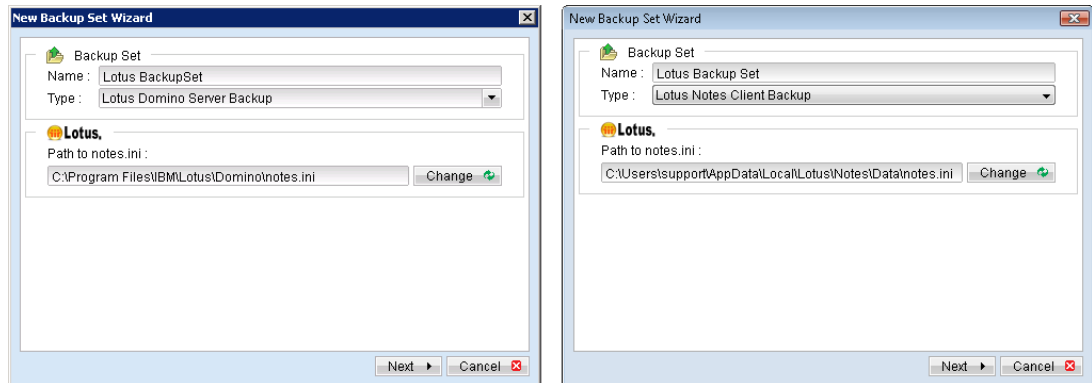 New Backup Set Wizard
Backup Set
Name : Lotus BackupSet
Type : Lotus Domino Server Backup
Lotus.
Path to notes.ini :
C:\Program Files\IBM\Lotus\Domino\notes.ini Change
Next Cancel
New Backup Set Wizard
Backup Set
Name : Lotus Backup Set
Type : Lotus Notes Client Backup
Lotus.
Path to notes.ini :
C:\Users\support\AppData\Local\Lotus\Notes\Data\notes.ini Change
Next Cancel